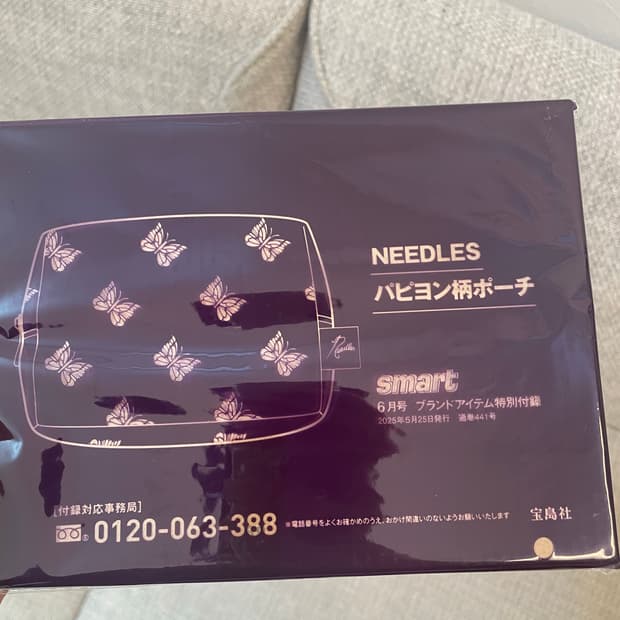 NEEDLES
パピヨン柄ポーチ
Needles
smart
6月号 ブランドアイテム特別付録
2025年5月25日発行 通巻441号
[付録対応事務局]
0120-063-388 ※電話番号をよくお確かめのうえ、おかけ間違いのないようお願いいたします
宝島社